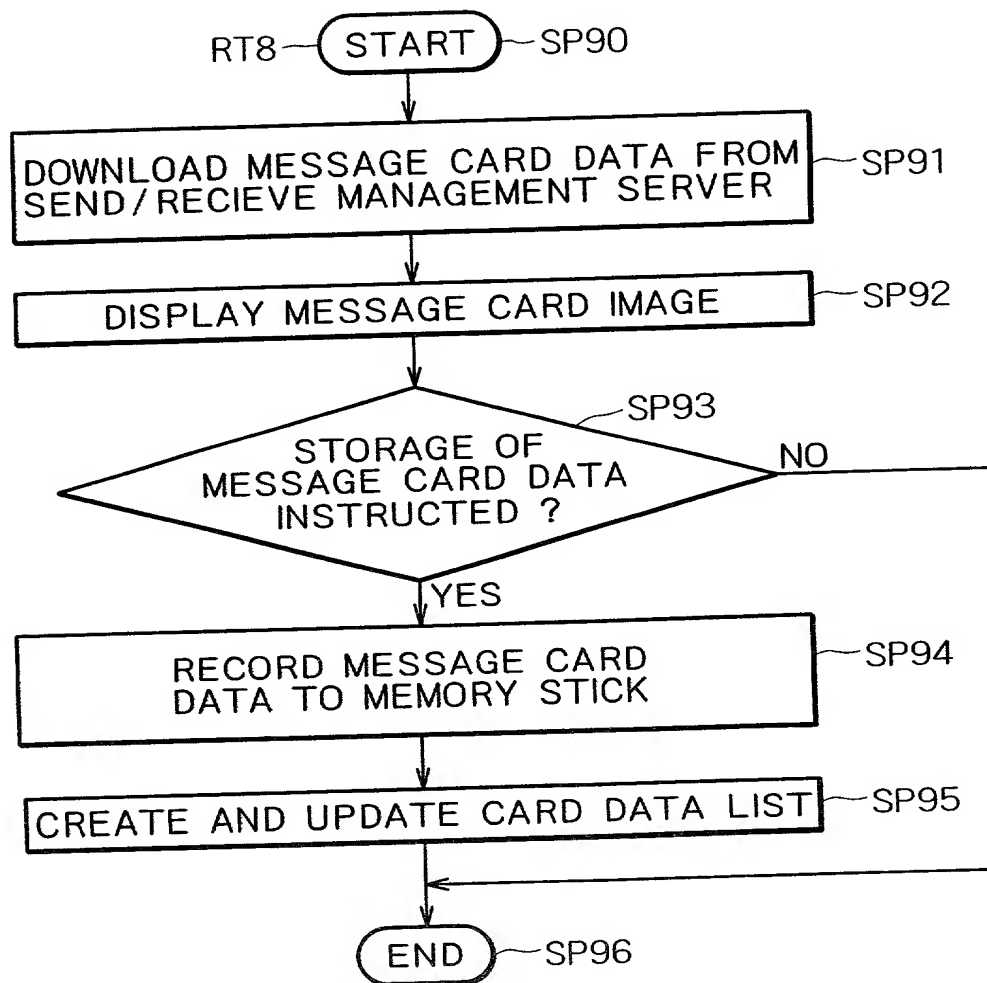 RT8 START SP90
DOWNLOAD MESSAGE CARD DATA FROM
SEND/RECIEVE MANAGEMENT SERVER
SP91
DISPLAY MESSAGE CARD IMAGE
SP92
SP93
STORAGE OF
MESSAGE CARD DATA
INSTRUCTED ?
NO
YES
RECORD MESSAGE CARD
DATA TO MEMORY STICK
SP94
CREATE AND UPDATE CARD DATA LIST
SP95
END SP96